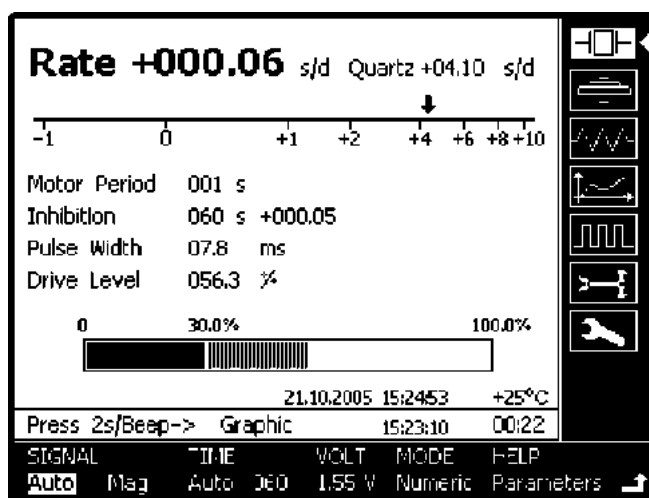 Rate +000.06 s/d Quartz +04.10 s/d
-1 0 +1 +2 +4 +6 +8 +10
Motor Period 001 s
Inhibition 060 s +000.05
Pulse Width 07.8 ms
Drive Level 056.3 %
0 30.0% 100.0%
21.10.2005 15:24:53 +25°C
Press 2s/Beep-> Graphic 15:23:10 00:22
SIGNAL TIME VOLT MODE HELP
Auto Mag Auto 060 1.55 V Numeric Parameters